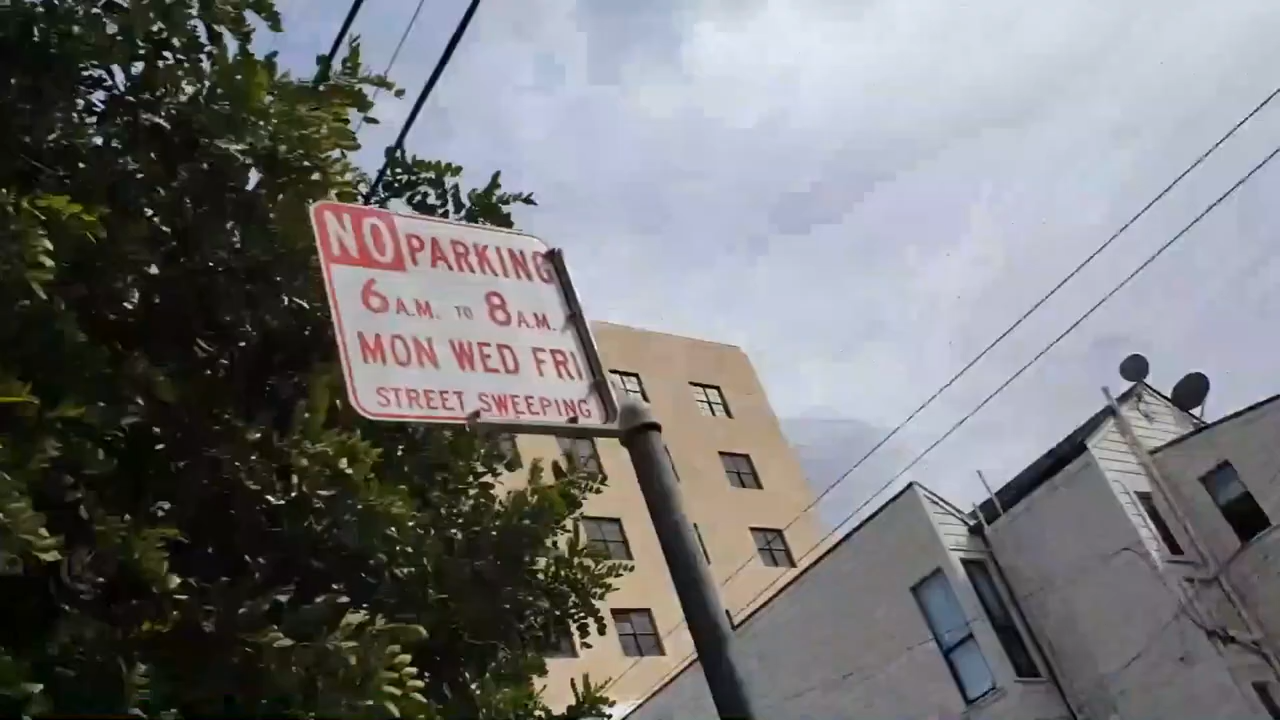 NO PARKING
6 A.M. TO 8 A.M.
MON WED FRI
STREET SWEEPING